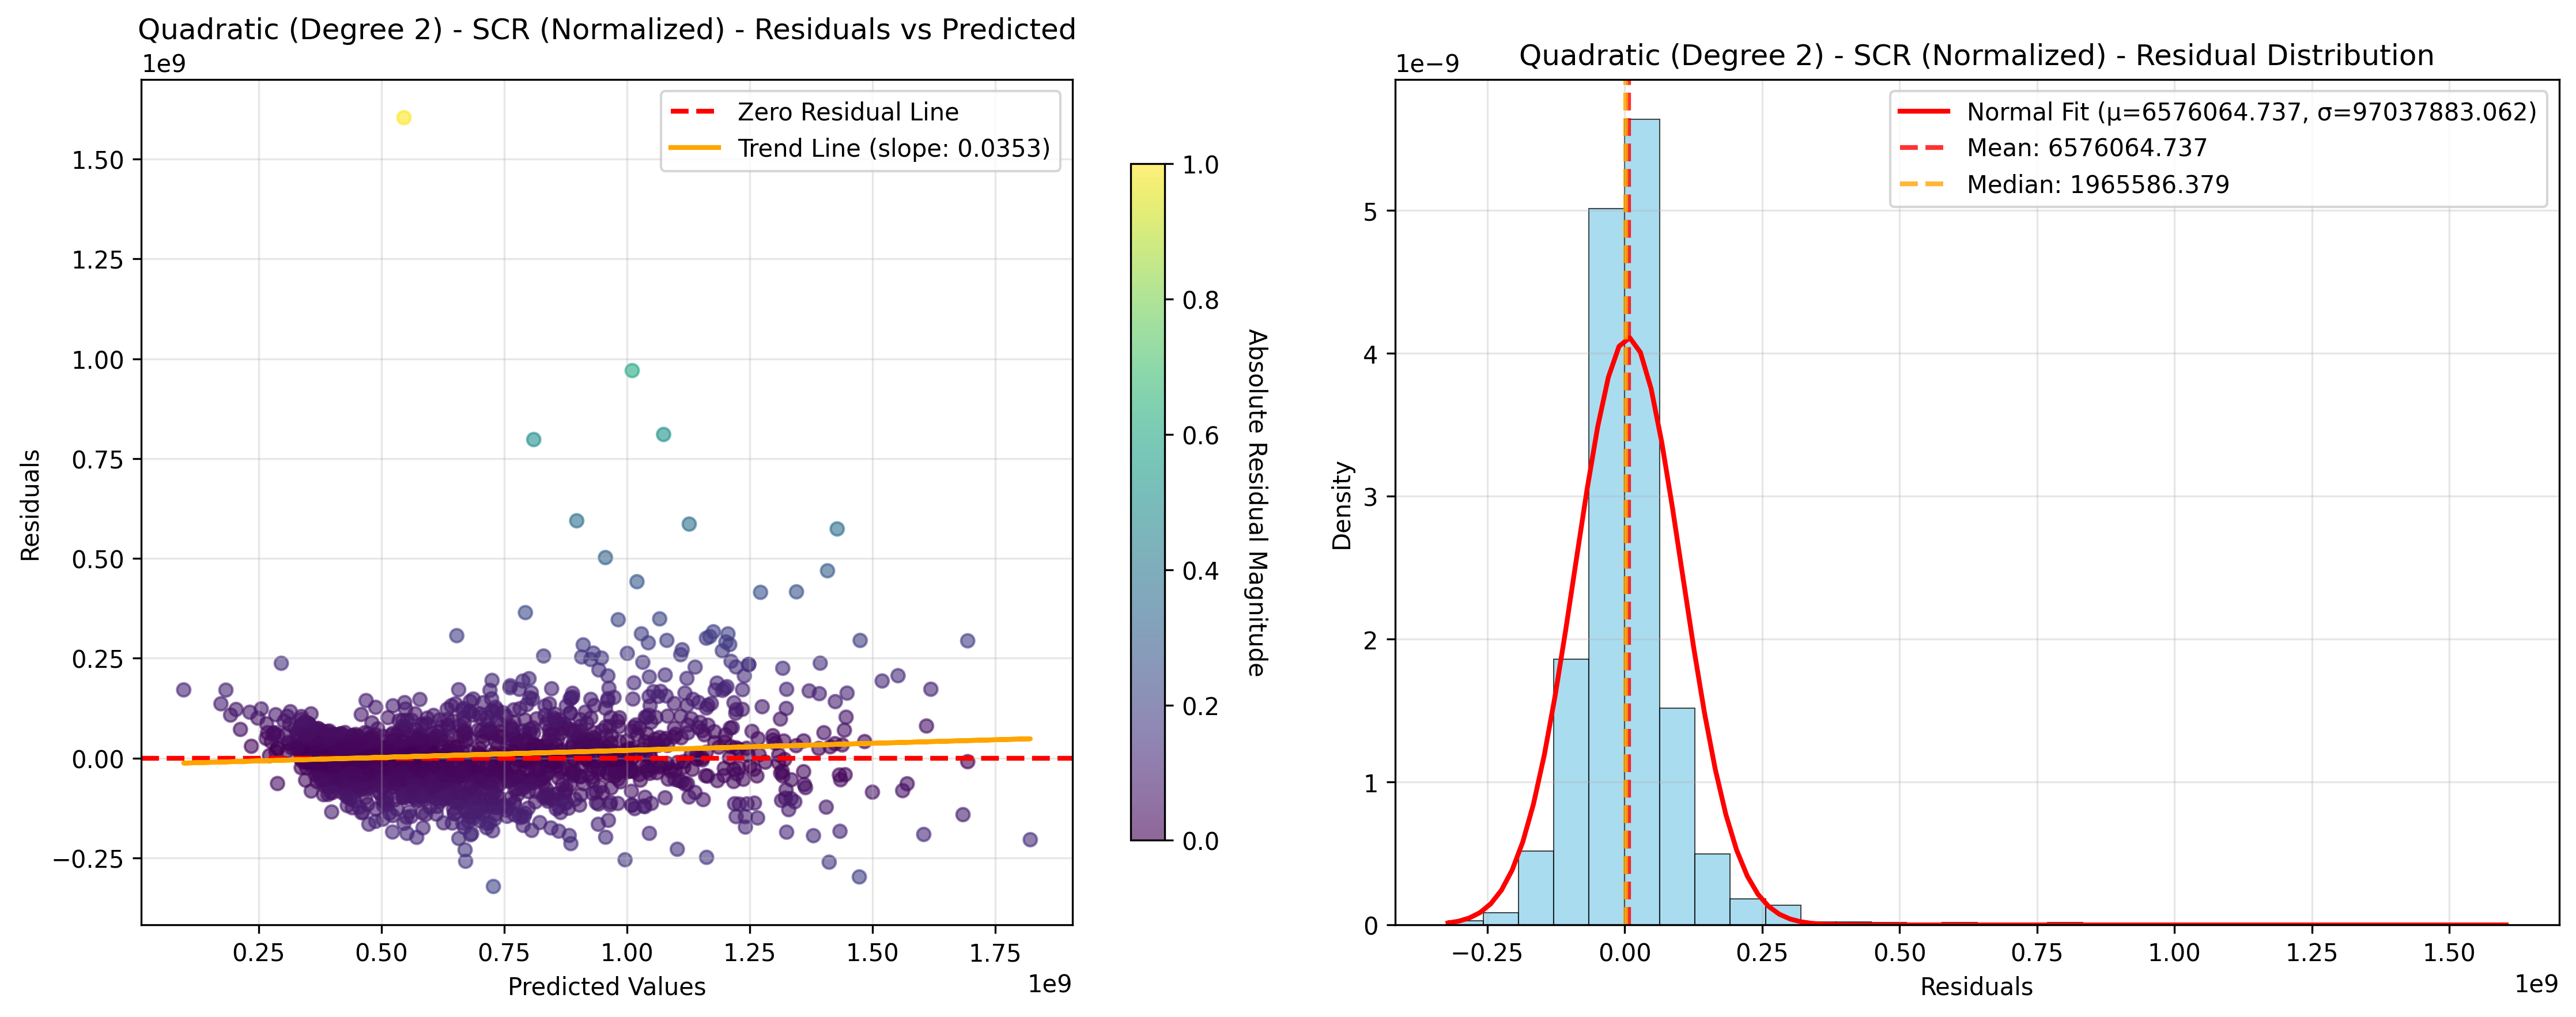 Quadratic (Degree 2) - SCR (Normalized) - Residuals vs Predicted
1e9
Zero Residual Line
Trend Line (slope: 0.0353)
1.50
1.25
1.00
0.75
0.50
0.25
0.00
−0.25
Residuals
0.25
0.50
0.75
1.00
1.25
1.50
1.75
1e9
Predicted Values
1.0
0.8
0.6
0.4
0.2
0.0
Absolute Residual Magnitude
Quadratic (Degree 2) - SCR (Normalized) - Residual Distribution
1e−9
Normal Fit (μ=6576064.737, σ=97037883.062)
Mean: 6576064.737
Median: 1965586.379
5
4
3
2
1
0
Density
−0.25
0.00
0.25
0.50
0.75
1.00
1.25
1.50
1e9
Residuals